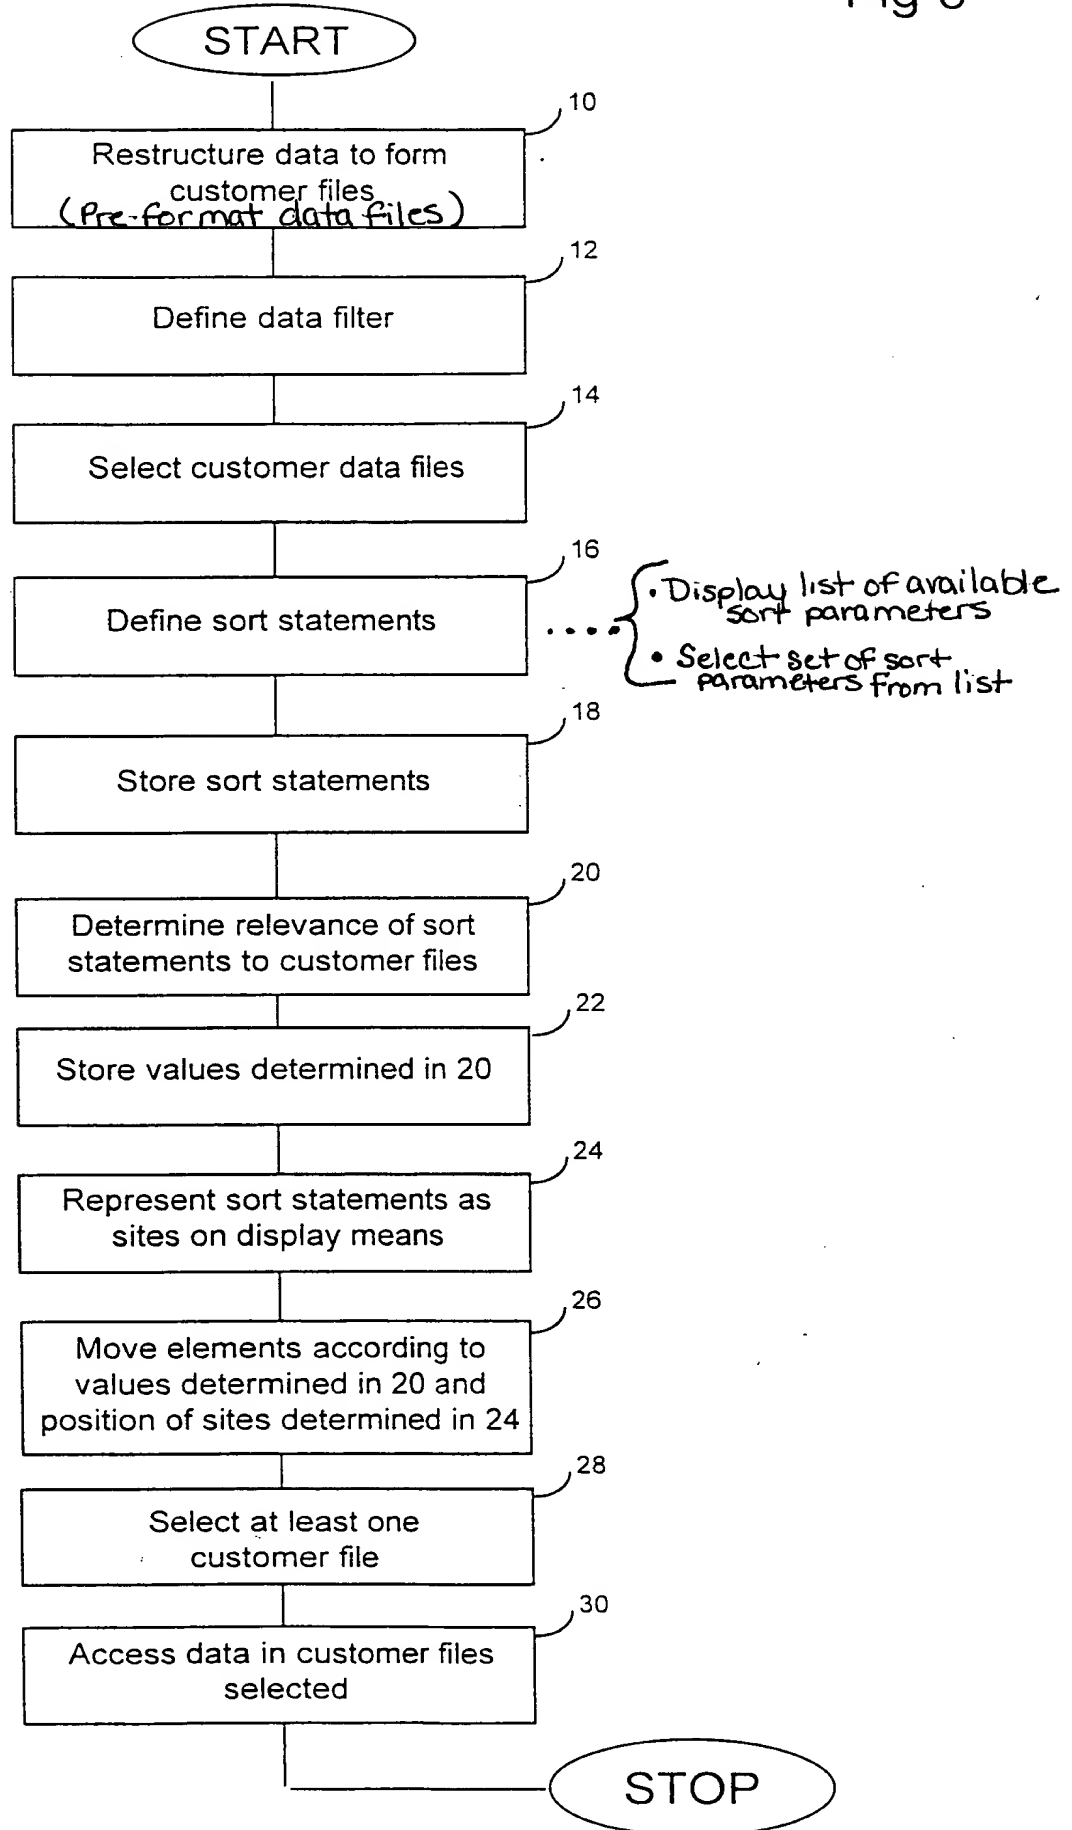 START
10
Restructure data to form
customer files
(Pre-format data files)
12
Define data filter
14
Select customer data files
16
Define sort statements
• Display list of available
sort parameters
• Select set of sort
parameters from list
18
Store sort statements
20
Determine relevance of sort
statements to customer files
22
Store values determined in 20
24
Represent sort statements as
sites on display means
26
Move elements according to
values determined in 20 and
position of sites determined in 24
28
Select at least one
customer file
30
Access data in customer files
selected
STOP